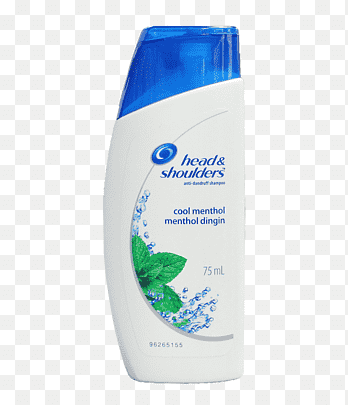 head &
shoulders
anti-dandruff shampoo
cool menthol
menthol dingin
75 mL
96265155